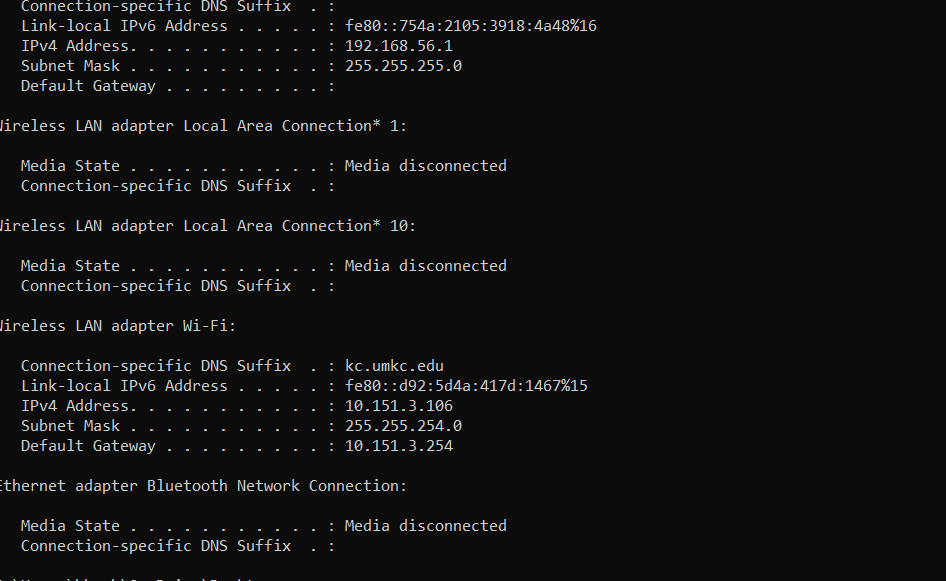 Connection-specific DNS Suffix  . :
Link-local IPv6 Address . . . . . : fe80::754a:2105:3918:4a48%16
IPv4 Address. . . . . . . . . . . : 192.168.56.1
Subnet Mask . . . . . . . . . . . : 255.255.255.0
Default Gateway . . . . . . . . . :
Wireless LAN adapter Local Area Connection* 1:
Media State . . . . . . . . . . . : Media disconnected
Connection-specific DNS Suffix  . :
Wireless LAN adapter Local Area Connection* 10:
Media State . . . . . . . . . . . : Media disconnected
Connection-specific DNS Suffix  . :
Wireless LAN adapter Wi-Fi:
Connection-specific DNS Suffix  . : kc.umkc.edu
Link-local IPv6 Address . . . . . : fe80::d92:5d4a:417d:1467%15
IPv4 Address. . . . . . . . . . . : 10.151.3.106
Subnet Mask . . . . . . . . . . . : 255.255.254.0
Default Gateway . . . . . . . . . : 10.151.3.254
Ethernet adapter Bluetooth Network Connection:
Media State . . . . . . . . . . . : Media disconnected
Connection-specific DNS Suffix  . :